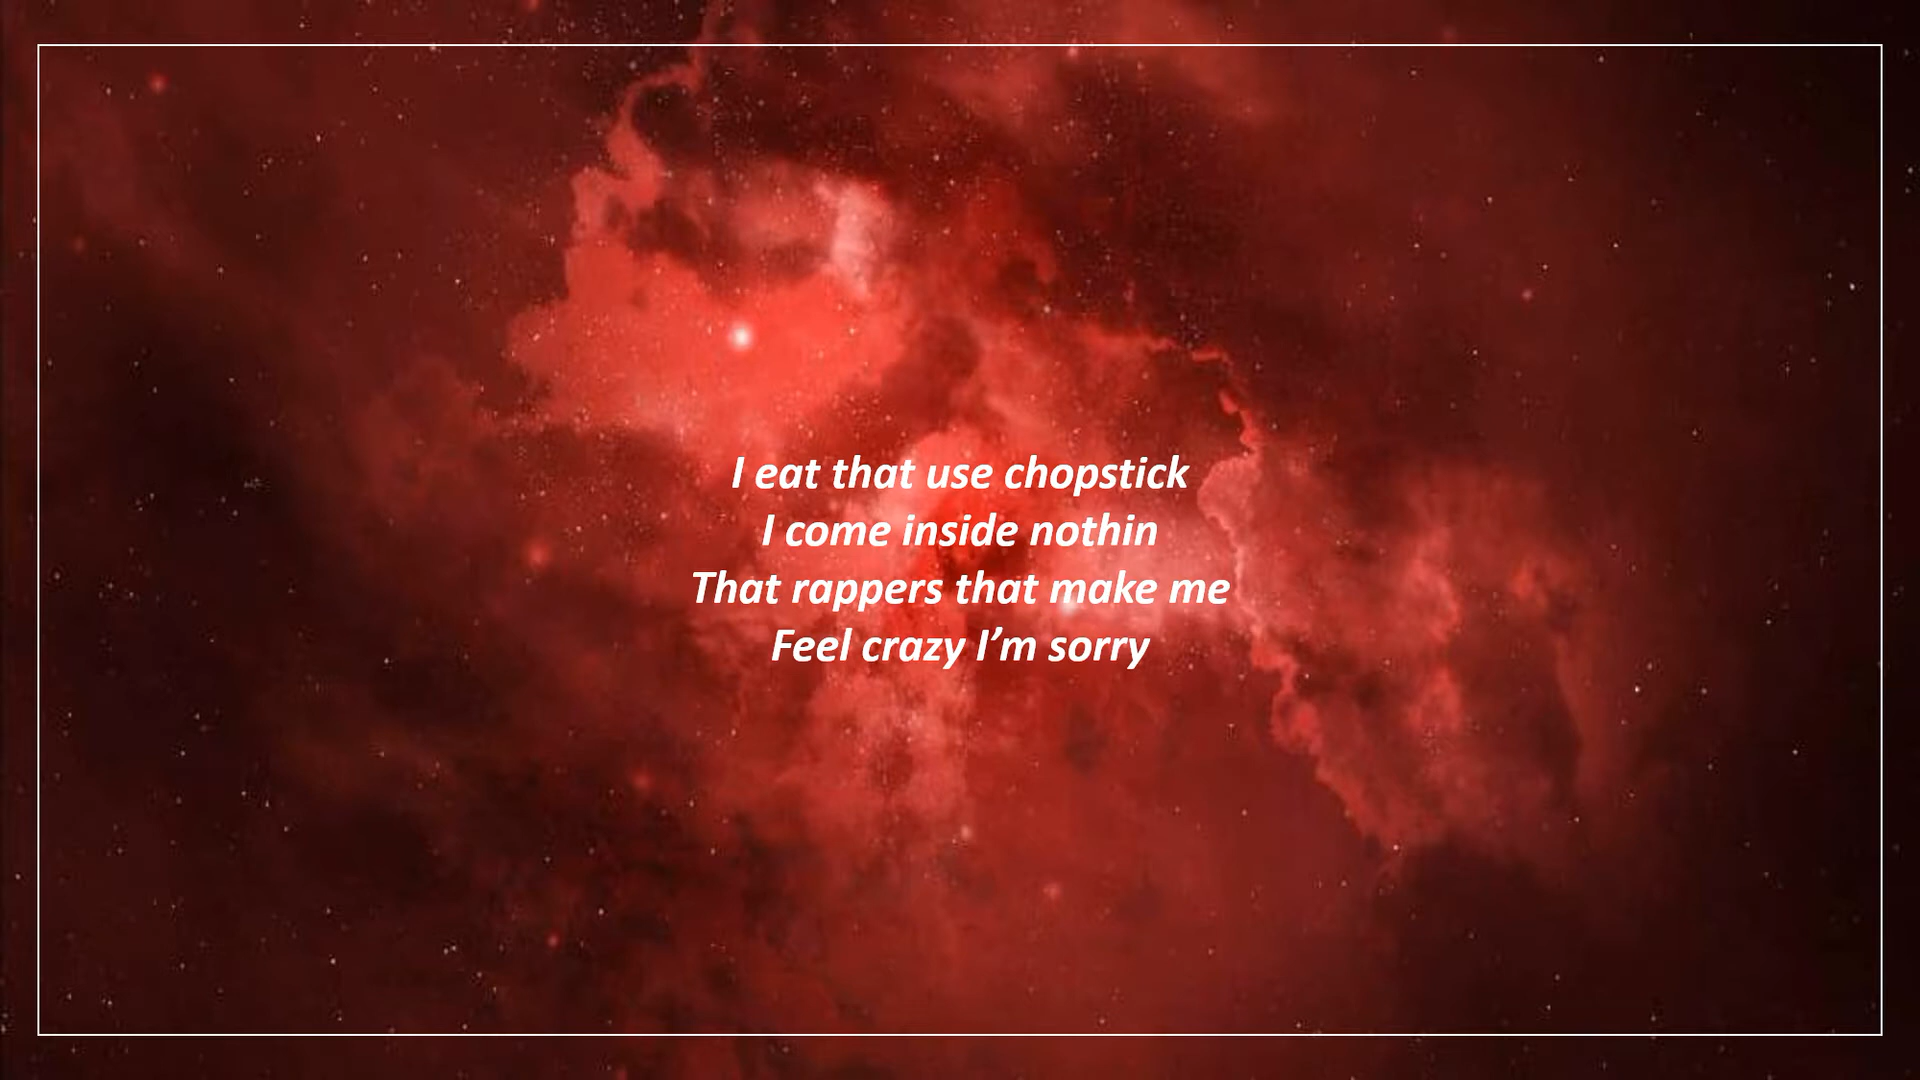 I eat that use chopstick
I come inside nothin
That rappers that make me
Feel crazy I’m sorry